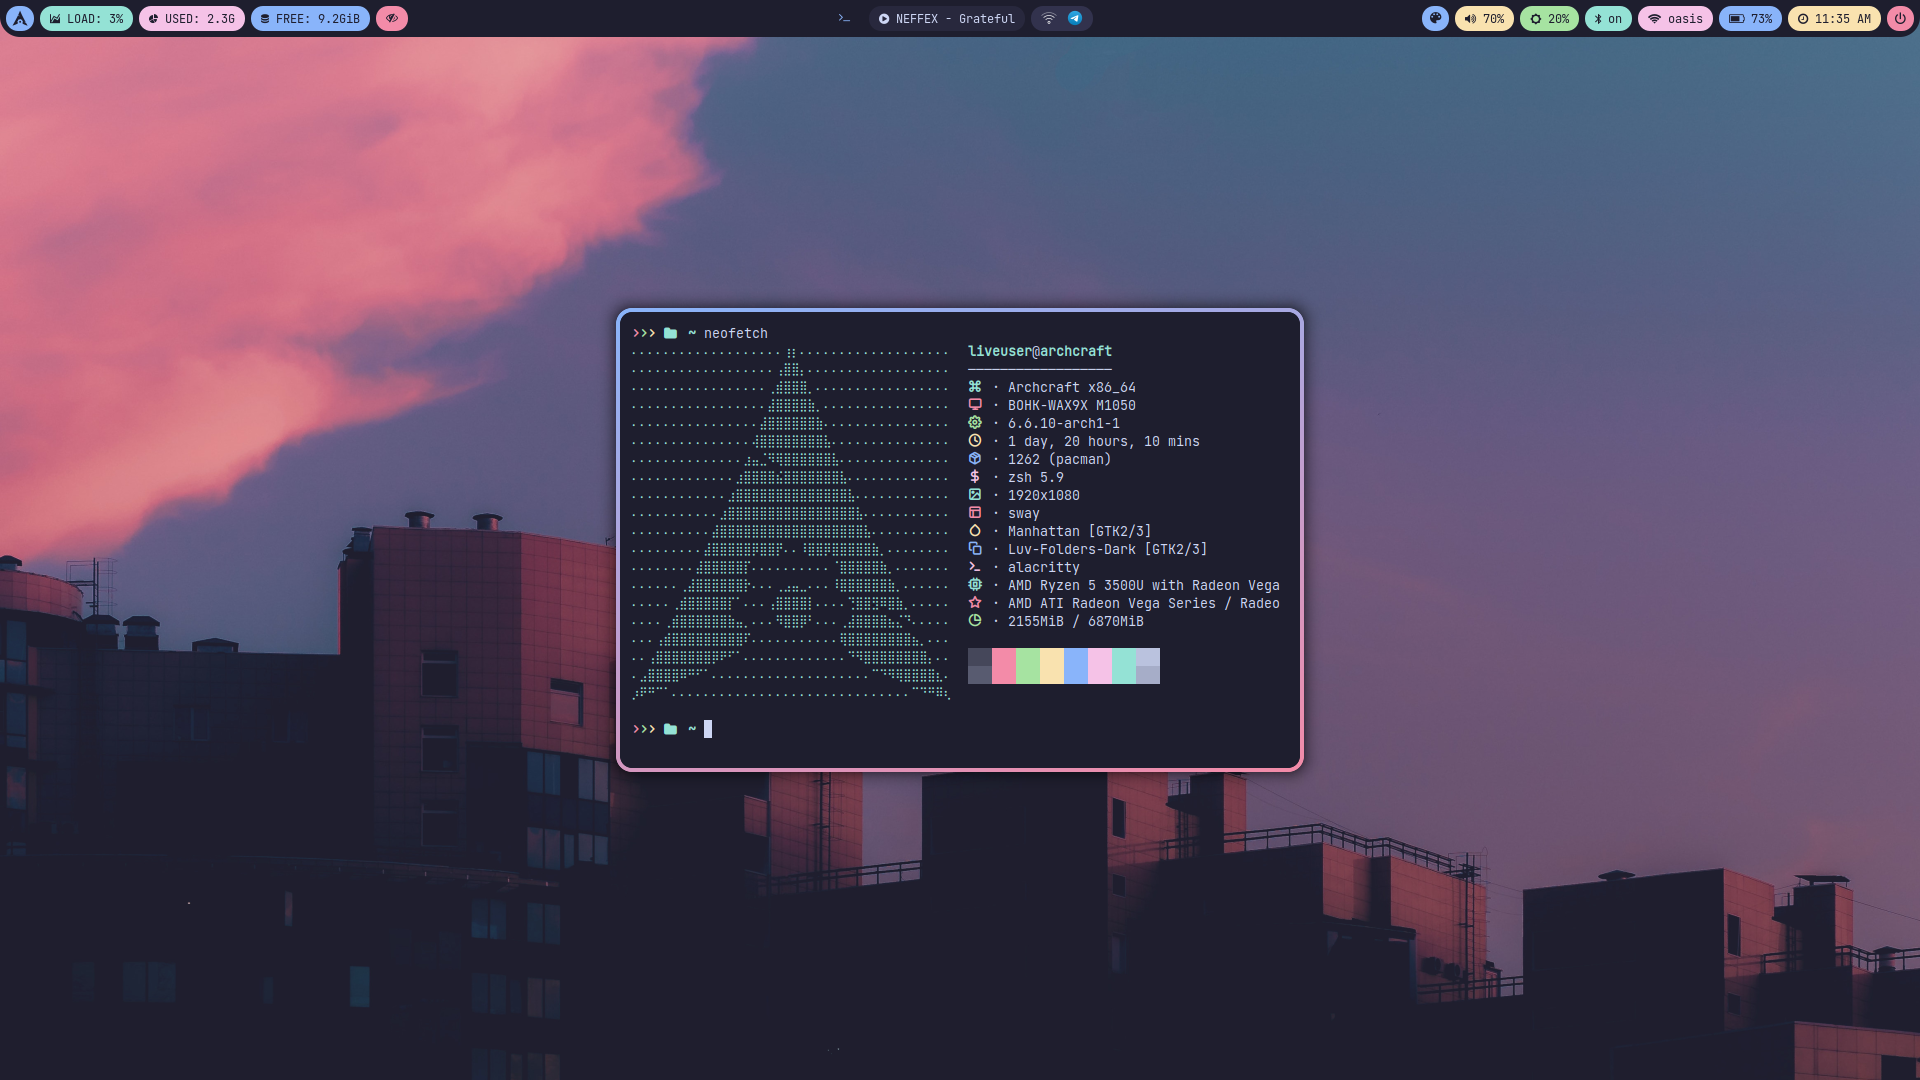 LOAD: 3% USED: 2.3G FREE: 9.2GiB NEFFEX - Grateful 70% 20% on oasis 73% 11:35 AM
~ neofetch
liveuser@archcraft
· Archcraft x86_64
· BOHK-WAX9X M1050
· 6.6.10-arch1-1
· 1 day, 20 hours, 10 mins
· 1262 (pacman)
· zsh 5.9
· 1920x1080
· sway
· Manhattan [GTK2/3]
· Luv-Folders-Dark [GTK2/3]
· alacritty
· AMD Ryzen 5 3500U with Radeon Vega
· AMD ATI Radeon Vega Series / Radeo
· 2155MiB / 6870MiB
~